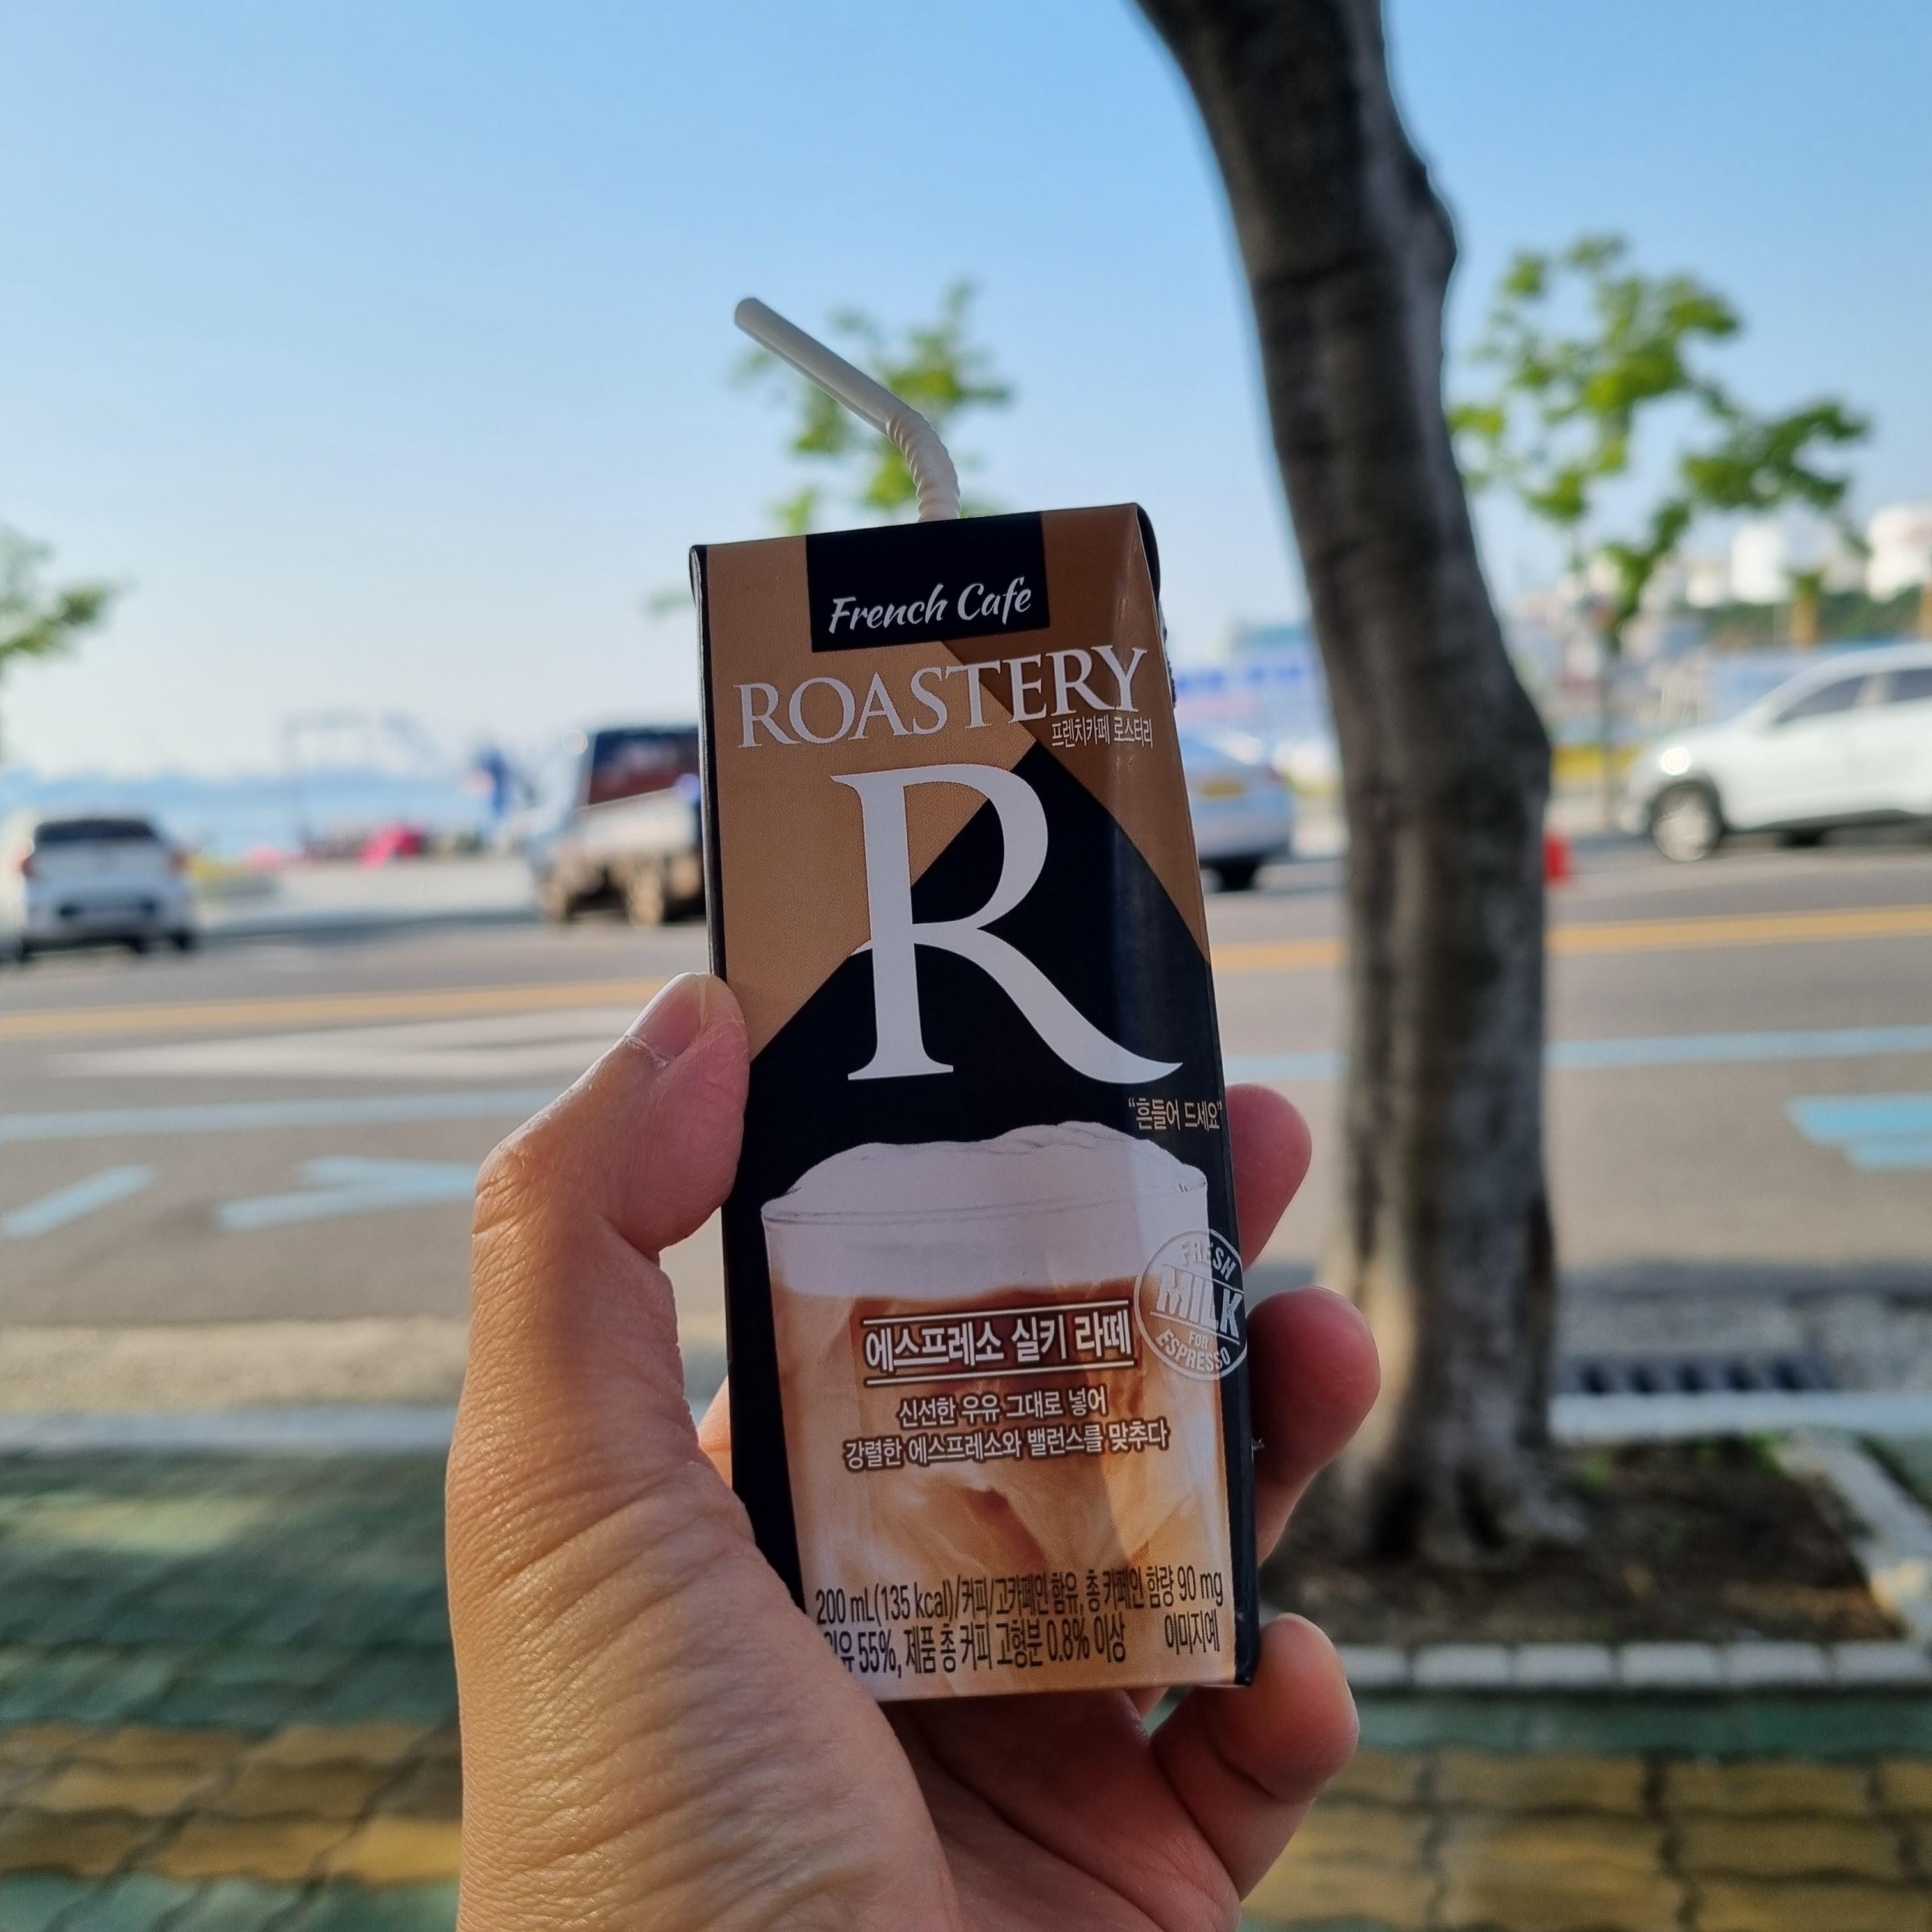 French Cafe
ROASTERY
프렌치카페 로스터리
R
"흔들어 드세요"
FRESH
MILK
FOR
ESPRESSO
에스프레소 실키 라떼
신선한 우유 그대로 넣어
강렬한 에스프레소와 밸런스를 맞추다
200 mL(135 kcal)/커피/고카페인 함유, 총 카페인 함량 90 mg
55%, 제품 총 커피 고형분 0.8% 이상 이미지예